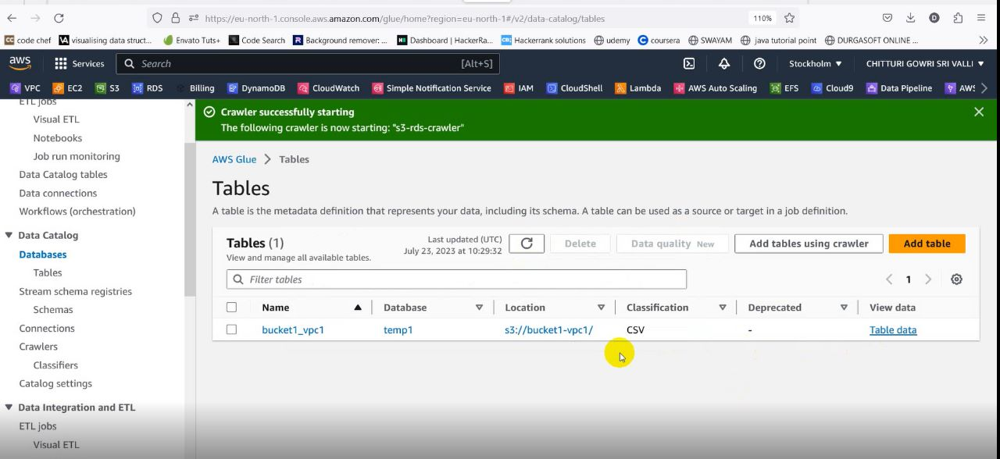 https://eu-north-1.console.aws.amazon.com/glue/home?region=eu-north-1#/v2/data-catalog/tables
110%
code chef
visualising data struct...
Envato Tuts+
Code Search
Background remover: ...
Dashboard | HackerRa...
Hackerrank solutions
udemy
coursera
SWAYAM
java tutorial point
DURGASOFT ONLINE ...
aws
Services
Search
[Alt+S]
Stockholm
CHITTURI GOWRI SRI VALLI
VPC
EC2
S3
RDS
Billing
DynamoDB
CloudWatch
Simple Notification Service
IAM
CloudShell
Lambda
AWS Auto Scaling
EFS
Cloud9
Data Pipeline
AWS
ETL jobs
Visual ETL
Notebooks
Job run monitoring
Data Catalog tables
Data connections
Workflows (orchestration)
Data Catalog
Databases
Tables
Stream schema registries
Schemas
Connections
Crawlers
Classifiers
Catalog settings
Data Integration and ETL
ETL jobs
Visual ETL
Crawler successfully starting
The following crawler is now starting: "s3-rds-crawler"
AWS Glue > Tables
Tables
A table is the metadata definition that represents your data, including its schema. A table can be used as a source or target in a job definition.
Tables (1)
View and manage all available tables.
Last updated (UTC)
July 23, 2023 at 10:29:32
Delete
Data quality New
Add tables using crawler
Add table
Filter tables
1
Name
Database
Location
Classification
Deprecated
View data
bucket1_vpc1
temp1
s3://bucket1-vpc1/
CSV
-
Table data